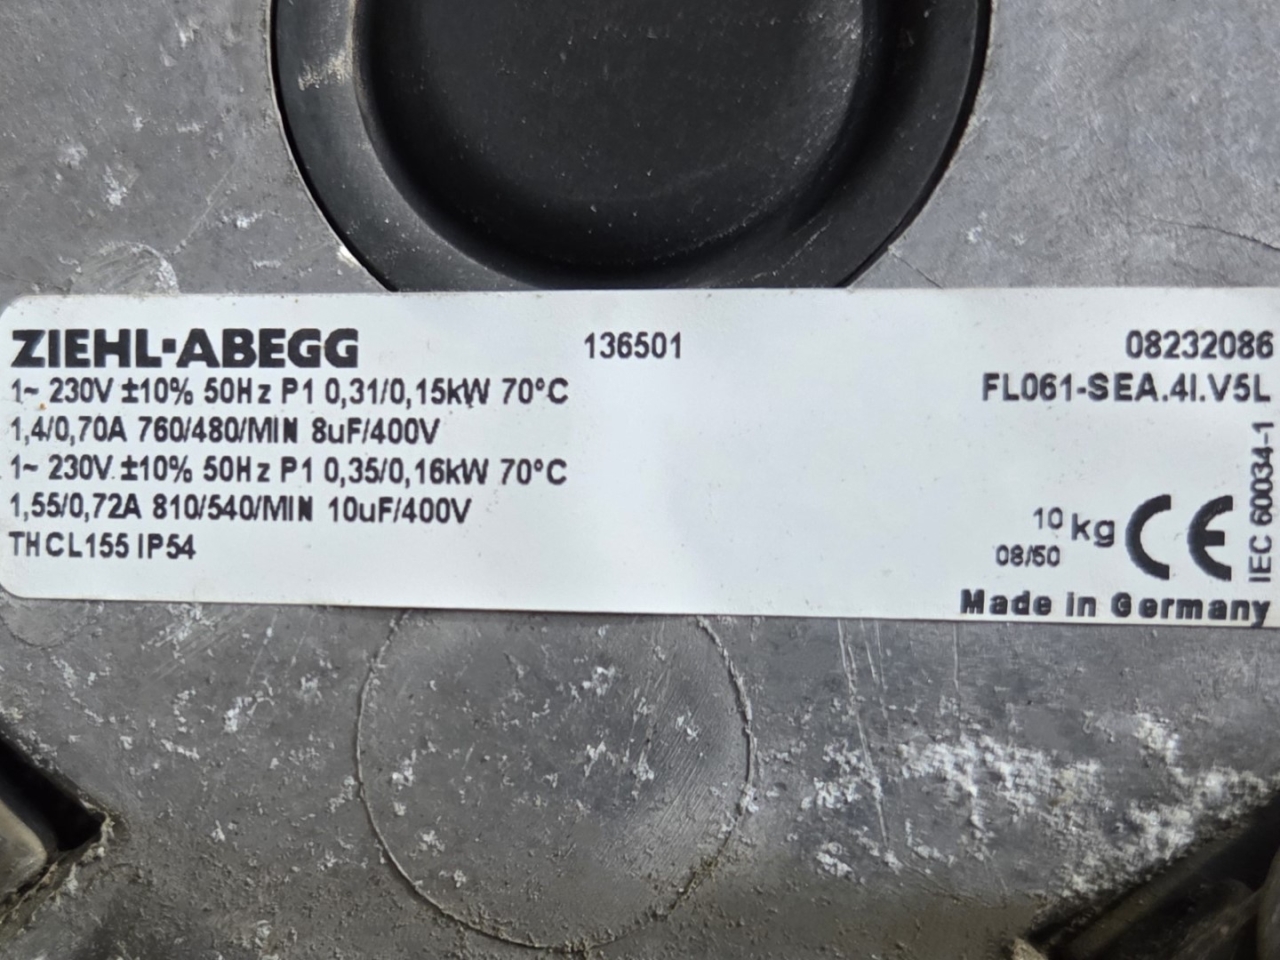 ZIEHL-ABEGG 136501 08232086
1~ 230V ±10% 50Hz P1 0,31/0,15kW 70°C FL061-SEA.4I.V5L
1,4/0,70A 760/480/MIN 8uF/400V
1~ 230V ±10% 50Hz P1 0,35/0,16kW 70°C
1,55/0,72A 810/540/MIN 10uF/400V
THCL155 IP54
10 kg CE
08/50
IEC 60034-1
Made in Germany